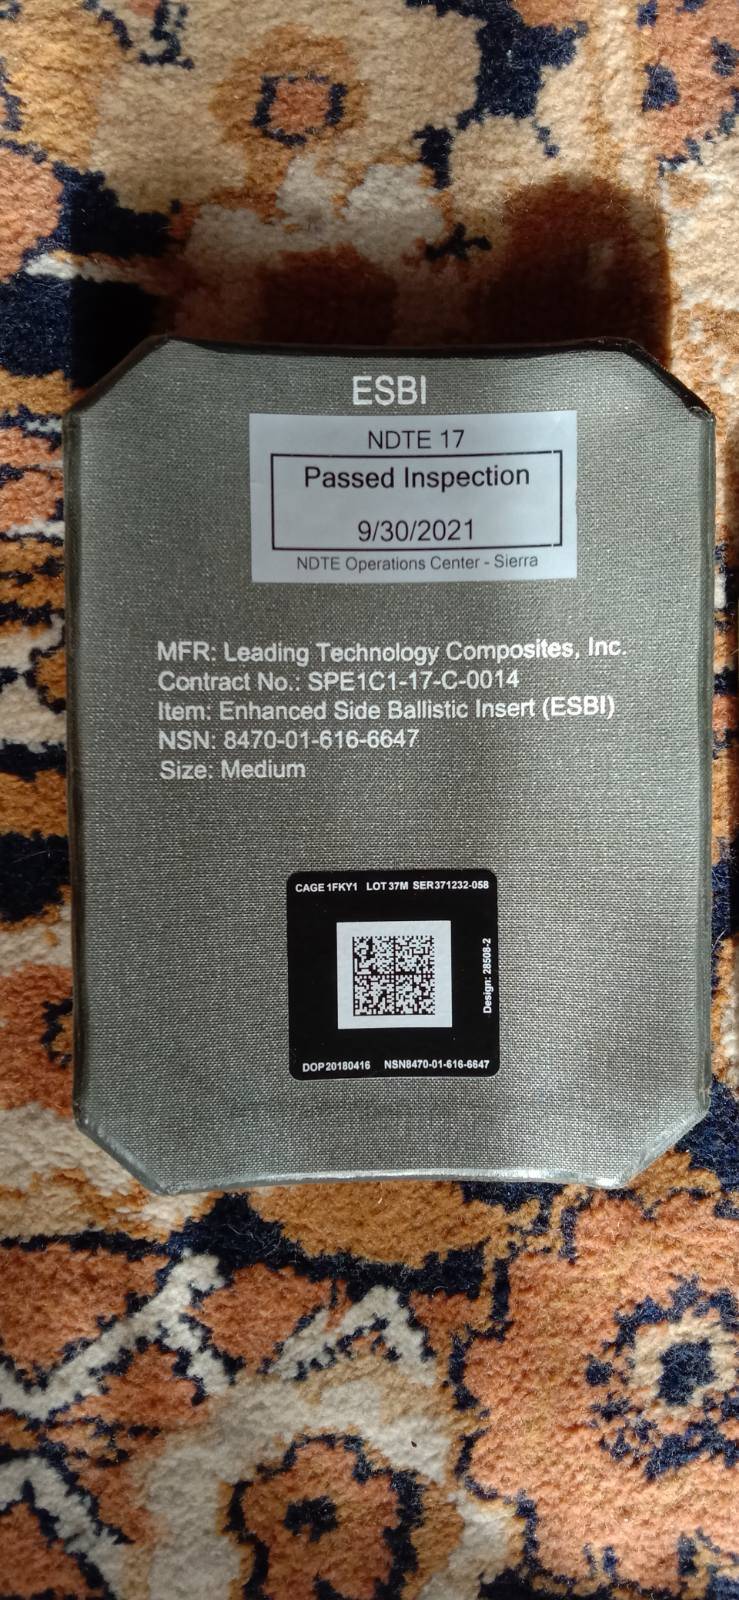 ESBI
NDTE 17
Passed Inspection
9/30/2021
NDTE Operations Center - Sierra
MFR: Leading Technology Composites, Inc.
Contract No.: SPE1C1-17-C-0014
Item: Enhanced Side Ballistic Insert (ESBI)
NSN: 8470-01-616-6647
Size: Medium
CAGE 1FKY1 LOT 37M SER 371232-058
Design: 28508-2
DOP 20180416 NSN8470-01-616-6647